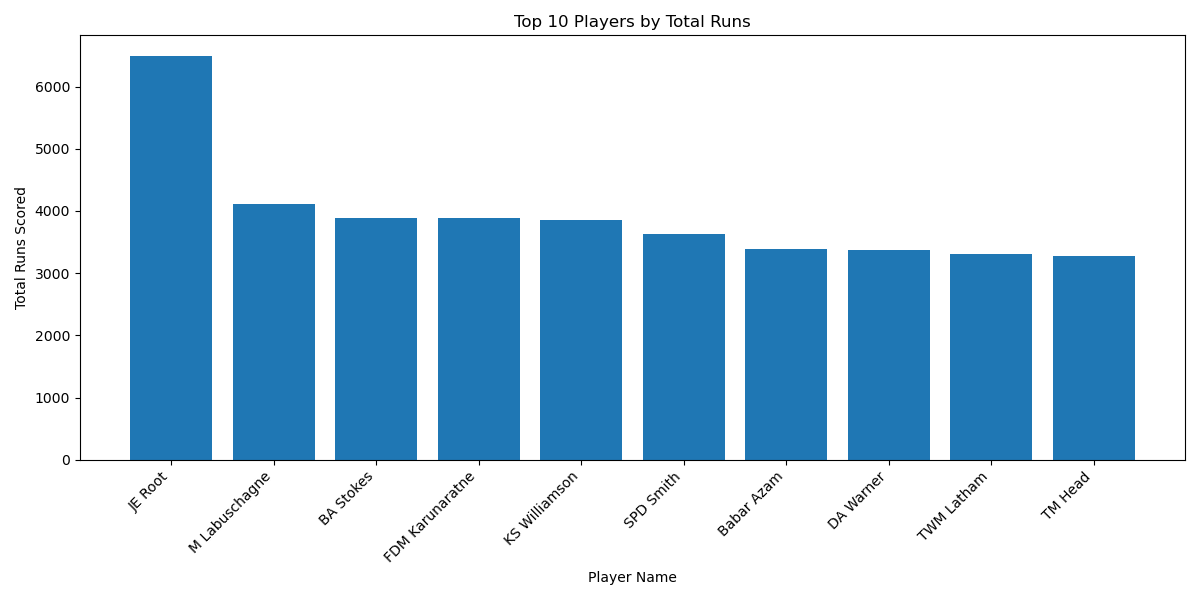 Top 10 Players by Total Runs
Total Runs Scored
6000
5000
4000
3000
2000
1000
0
JE Root
M Labuschagne
BA Stokes
FDM Karunaratne
KS Williamson
SPD Smith
Babar Azam
DA Warner
TWM Latham
TM Head
Player Name